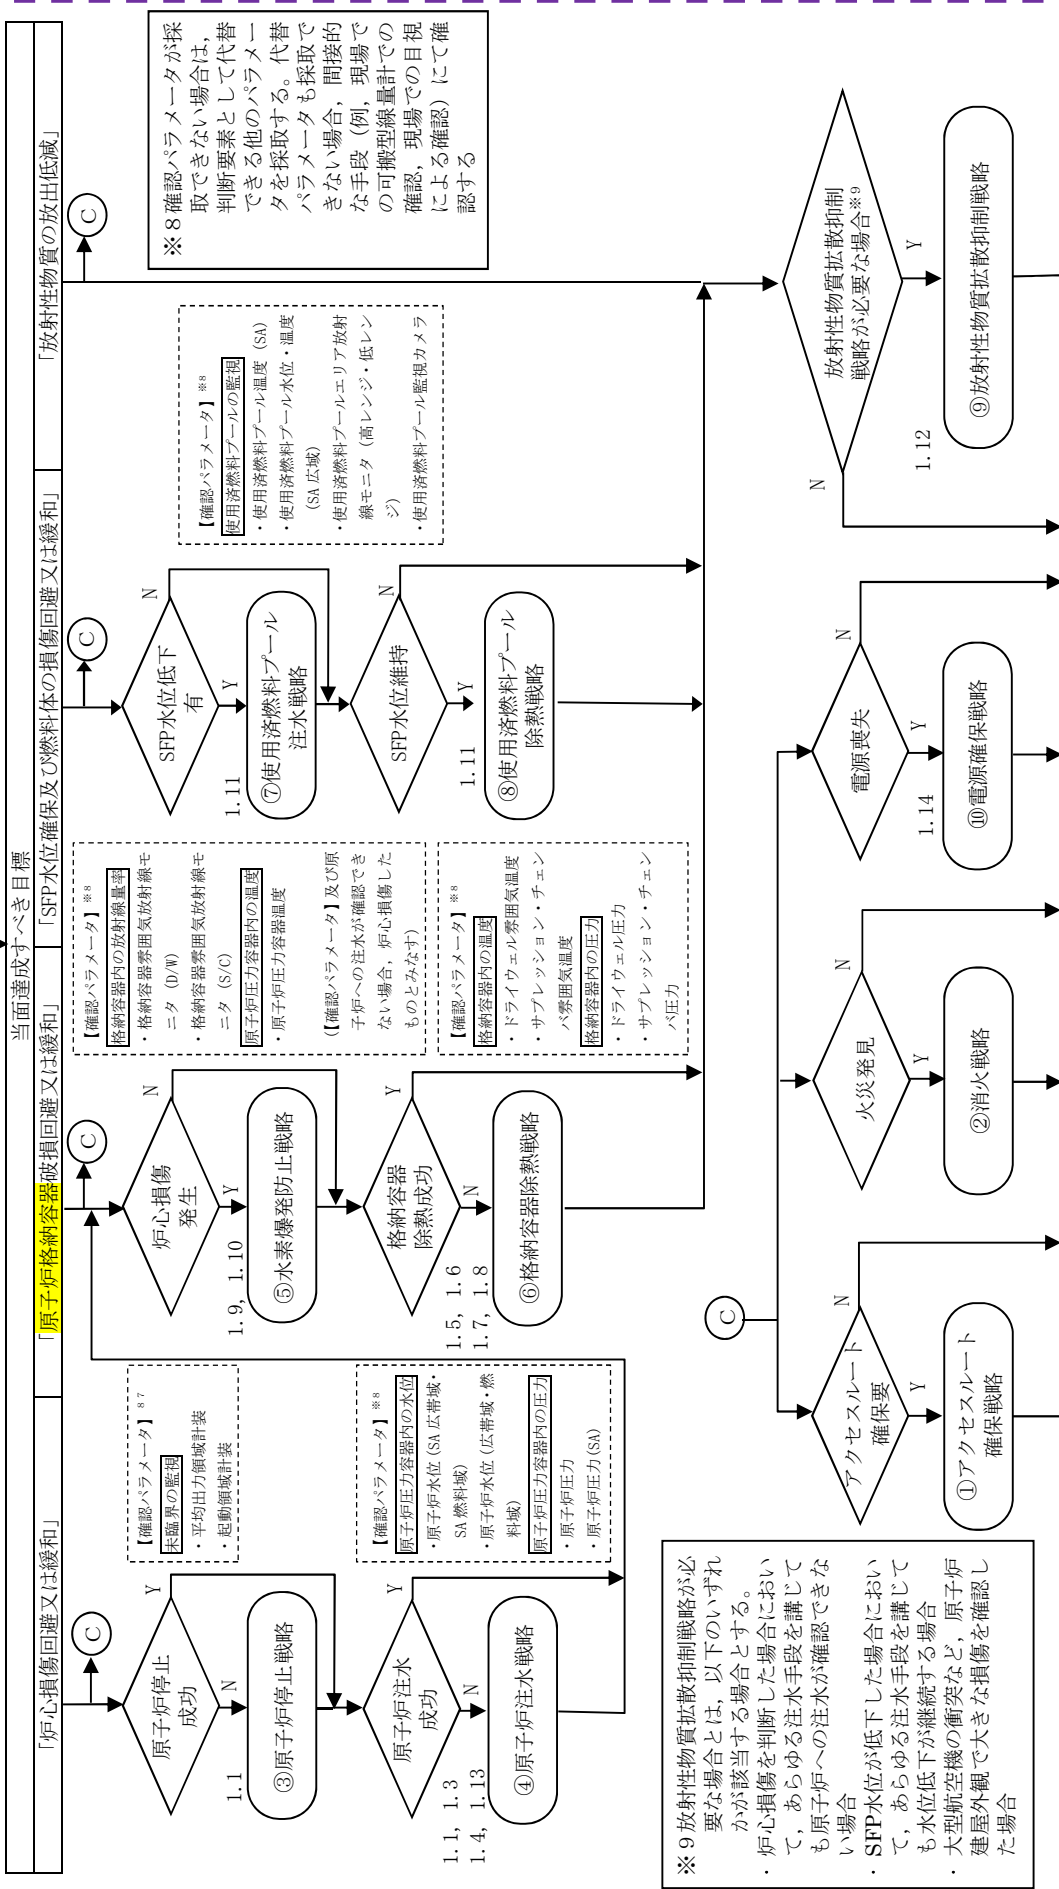 当面達成すべき目標
「炉心損傷回避又は緩和」
「原子炉格納容器破損回避又は緩和」
「SFP水位確保及び燃料体の損傷回避又は緩和」
「放射性物質の放出低減」
C
原子炉停止
成功
Y
N
1.1
③原子炉停止戦略
【確認パラメータ】※7
未臨界の監視
・平均出力領域計装
・起動領域計装
原子炉注水
成功
Y
N
1.1, 1.3
1.4, 1.13
④原子炉注水戦略
【確認パラメータ】※8
原子炉圧力容器内の水位
・原子炉水位(SA広帯域・
SA燃料域)
・原子炉水位(広帯域・燃
料域)
原子炉圧力容器内の圧力
・原子炉圧力
・原子炉圧力(SA)
C
炉心損傷
発生
N
Y
1.9, 1.10
⑤水素爆発防止戦略
格納容器
除熱成功
Y
N
1.5, 1.6
1.7, 1.8
⑥格納容器除熱戦略
【確認パラメータ】※8
格納容器内の放射線量率
・格納容器雰囲気放射線モ
ニタ (D/W)
・格納容器雰囲気放射線モ
ニタ (S/C)
原子炉圧力容器内の温度
・原子炉圧力容器温度
(【確認パラメータ】及び原
子炉への注水が確認でき
ない場合，炉心損傷した
ものとみなす)
【確認パラメータ】※8
格納容器内の温度
・ドライウェル雰囲気温度
・サプレッション・チェン
バ雰囲気温度
格納容器内の圧力
・ドライウェル圧力
・サプレッション・チェン
バ圧力
C
SFP水位低下
有
N
Y
1.11
⑦使用済燃料プール
注水戦略
SFP水位維持
N
Y
1.11
⑧使用済燃料プール
除熱戦略
【確認パラメータ】※8
使用済燃料プールの監視
・使用済燃料プール温度 (SA)
・使用済燃料プール水位・温度
(SA広域)
・使用済燃料プールエリア放射
線モニタ (高レンジ・低レン
ジ)
・使用済燃料プール監視カメラ
C
※8確認パラメータが採
取できない場合は，
判断要素として代替
できる他のパラメー
タを採取する。代替
パラメータも採取で
きない場合，間接的
な手段（例，現場で
の可搬型線量計での
確認，現場での目視
による確認）にて確
認する
※9放射性物質拡散抑制戦略が必
要な場合とは，以下のいずれ
かが該当する場合とする。
・炉心損傷を判断した場合におい
て，あらゆる注水手段を講じて
も原子炉への注水が確認できな
い場合
・SFP水位が低下した場合におい
て，あらゆる注水手段を講じて
も水位低下が継続する場合
・大型航空機の衝突など，原子炉
建屋外観で大きな損傷を確認し
た場合
C
アクセスルート
確保要
N
Y
①アクセスルート
確保戦略
火災発見
N
Y
②消火戦略
電源喪失
N
Y
1.14
⑩電源確保戦略
放射性物質拡散抑制
戦略が必要な場合※9
N
Y
1.12
⑨放射性物質拡散抑制戦略